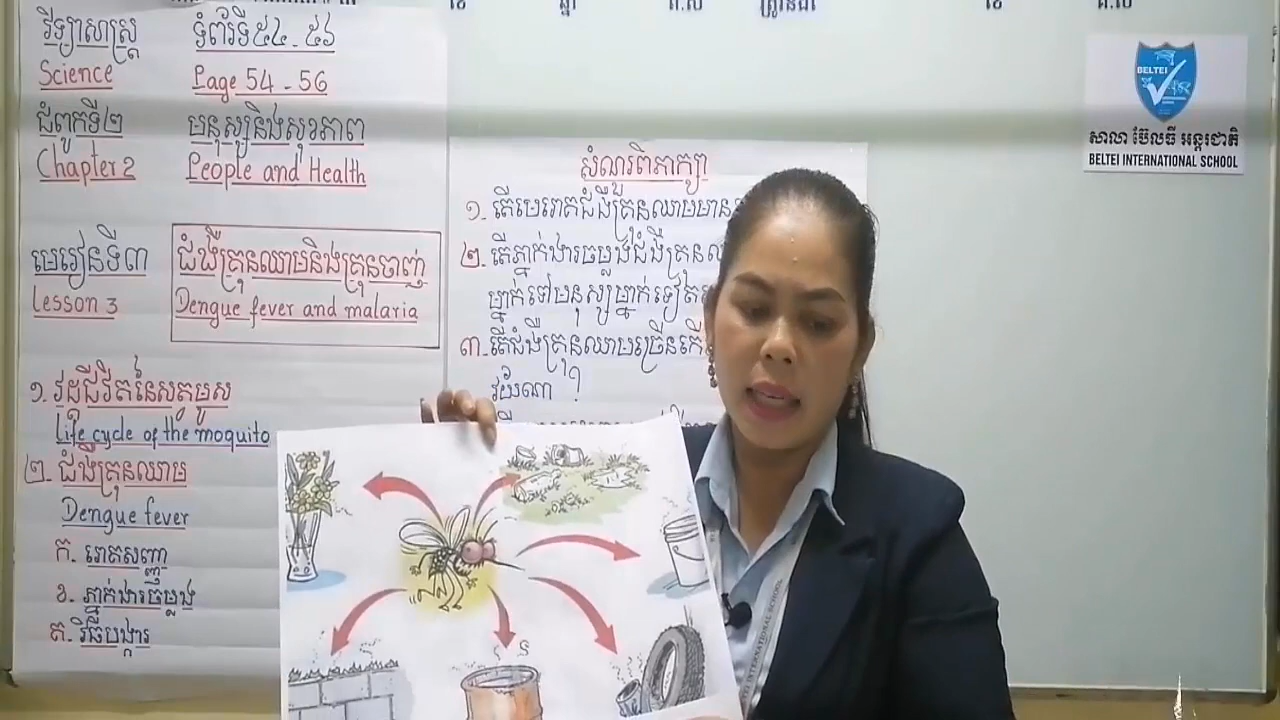 វិទ្យាសាស្ត្រ ទំព័រទី៥៤-៥៦
Science Page 54 - 56
ជំពូកទី២ មនុស្សនិងសុខភាព
Chapter 2 People and Health
មេរៀនទី៣ ជំងឺគ្រុនឈាមនិងគ្រុនចាញ់
Lesson 3 Dengue fever and malaria
១. វដ្ដជីវិតនៃសត្វមូស
Life cycle of the moquito
២. ជំងឺគ្រុនឈាម
Dengue fever
ក. រោគសញ្ញា
ខ. ភ្នាក់ងារចម្លង
គ. វិធីបង្ការ
សំណួរពិភាក្សា
១. តើមេរោគជំងឺគ្រុនឈាមមាន
២. តើភ្នាក់ងារចម្លងជំងឺគ្រុន
ម្នាក់ទៅមនុស្សម្នាក់ទៀត
៣. តើជំងឺគ្រុនឈាមច្រើនកើ
វ័យណា ?
BELTEI
សាលា ប៊ែលធី អន្តរជាតិ
BELTEI INTERNATIONAL SCHOOL
INTERNATIONAL SCHOOL